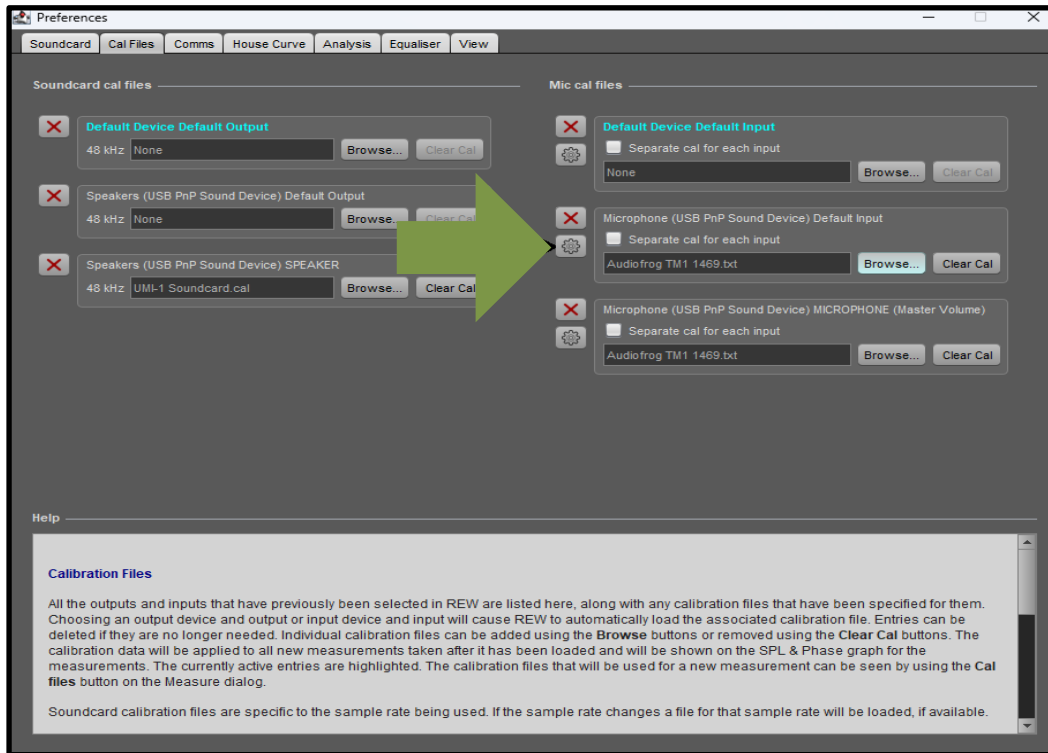 Preferences
Soundcard Cal Files Comms House Curve Analysis Equaliser View
Soundcard cal files
Default Device Default Output
48 kHz None Browse... Clear Cal
Speakers (USB PnP Sound Device) Default Output
48 kHz None Browse... Clear Cal
Speakers (USB PnP Sound Device) SPEAKER
48 kHz UMI-1 Soundcard.cal Browse... Clear Cal
Mic cal files
Default Device Default Input
Separate cal for each input
None Browse... Clear Cal
Microphone (USB PnP Sound Device) Default Input
Separate cal for each input
Audiofrog TM1 1469.txt Browse... Clear Cal
Microphone (USB PnP Sound Device) MICROPHONE (Master Volume)
Separate cal for each input
Audiofrog TM1 1469.txt Browse... Clear Cal
Help
Calibration Files
All the outputs and inputs that have previously been selected in REW are listed here, along with any calibration files that have been specified for them.
Choosing an output device and output or input device and input will cause REW to automatically load the associated calibration file. Entries can be
deleted if they are no longer needed. Individual calibration files can be added using the Browse buttons or removed using the Clear Cal buttons. The
calibration data will be applied to all new measurements taken after it has been loaded and will be shown on the SPL & Phase graph for the
measurements. The currently active entries are highlighted. The calibration files that will be used for a new measurement can be seen by using the Cal
files button on the Measure dialog.
Soundcard calibration files are specific to the sample rate being used. If the sample rate changes a file for that sample rate will be loaded, if available.